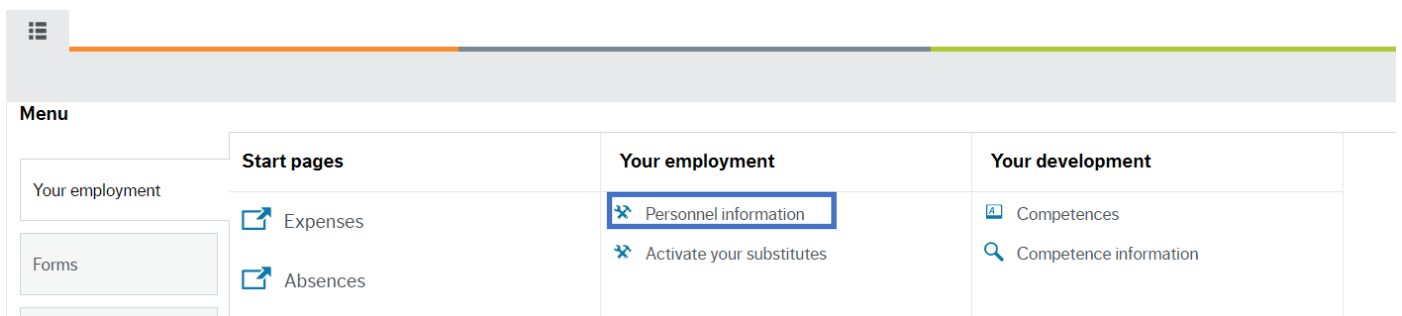 Menu
Your employment
Forms
Start pages
Expenses
Absences
Your employment
Personnel information
Activate your substitutes
Your development
Competences
Competence information